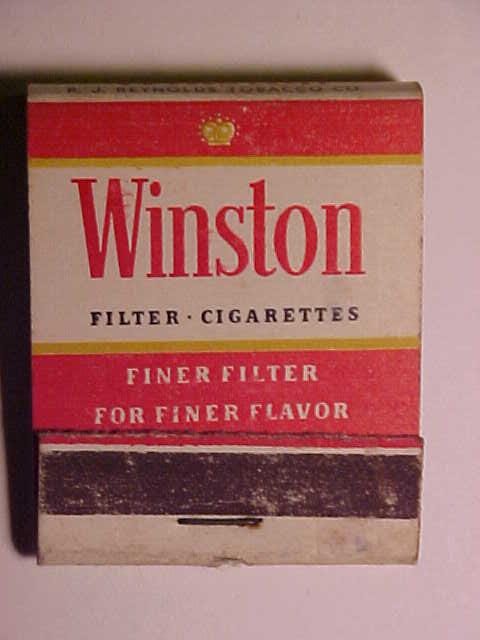 R. J. REYNOLDS TOBACCO CO.
Winston
FILTER · CIGARETTES
FINER FILTER
FOR FINER FLAVOR